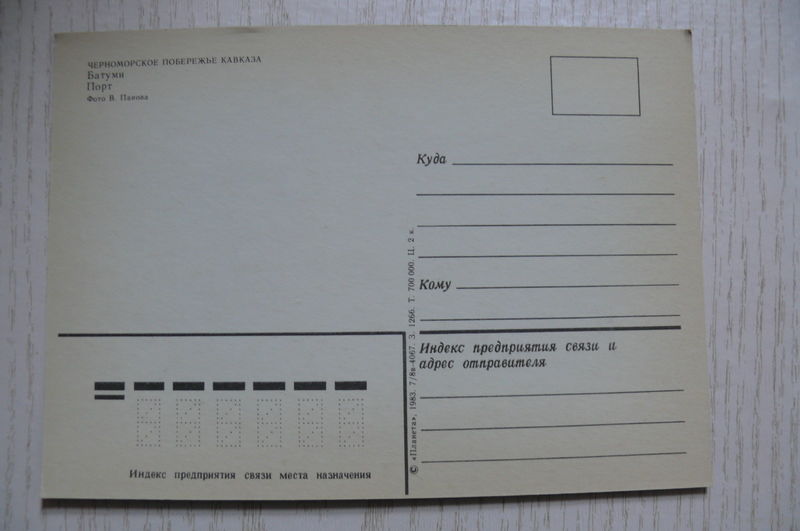 ЧЕРНОМОРСКОЕ ПОБЕРЕЖЬЕ КАВКАЗА
Батуми
Порт
Фото В. Панова
Куда
Кому
Индекс предприятия связи и
адрес отправителя
© «Планета», 1983. 7/8в-4067. З. 1266. Т. 700 000. Ц. 2 к.
Индекс предприятия связи места назначения